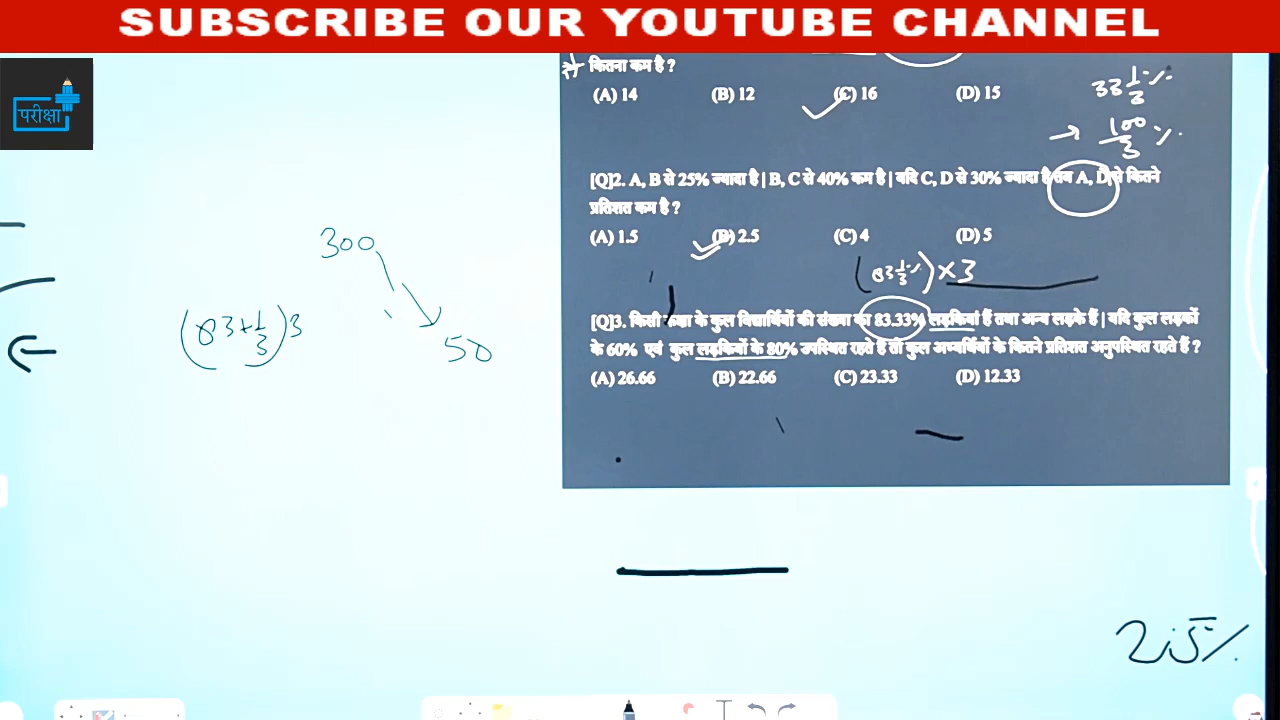 SUBSCRIBE OUR YOUTUBE CHANNEL
परीक्षा
कितना कम है ?
(A) 14 (B) 12 (C) 16 (D) 15
33 1/3 %
→ 100/3 %
[Q]2. A, B से 25% ज्यादा है | B, C से 40% कम है | यदि C, D से 30% ज्यादा है तब A, D से कितने
प्रतिशत कम है ?
(A) 1.5 (B) 2.5 (C) 4 (D) 5
300
(83 1/3 %) × 3
(83 + 1/3) 3
50
[Q]3. किसी कक्षा के कुल विद्यार्थियों की संख्या का 83.33% लड़कियां हैं तथा अन्य लड़के हैं | यदि कुल लड़कों
के 60% एवं कुल लड़कियों के 80% उपस्थित रहते हैं तो कुल अभ्यर्थियों के कितने प्रतिशत अनुपस्थित रहते हैं ?
(A) 26.66 (B) 22.66 (C) 23.33 (D) 12.33
2.5%